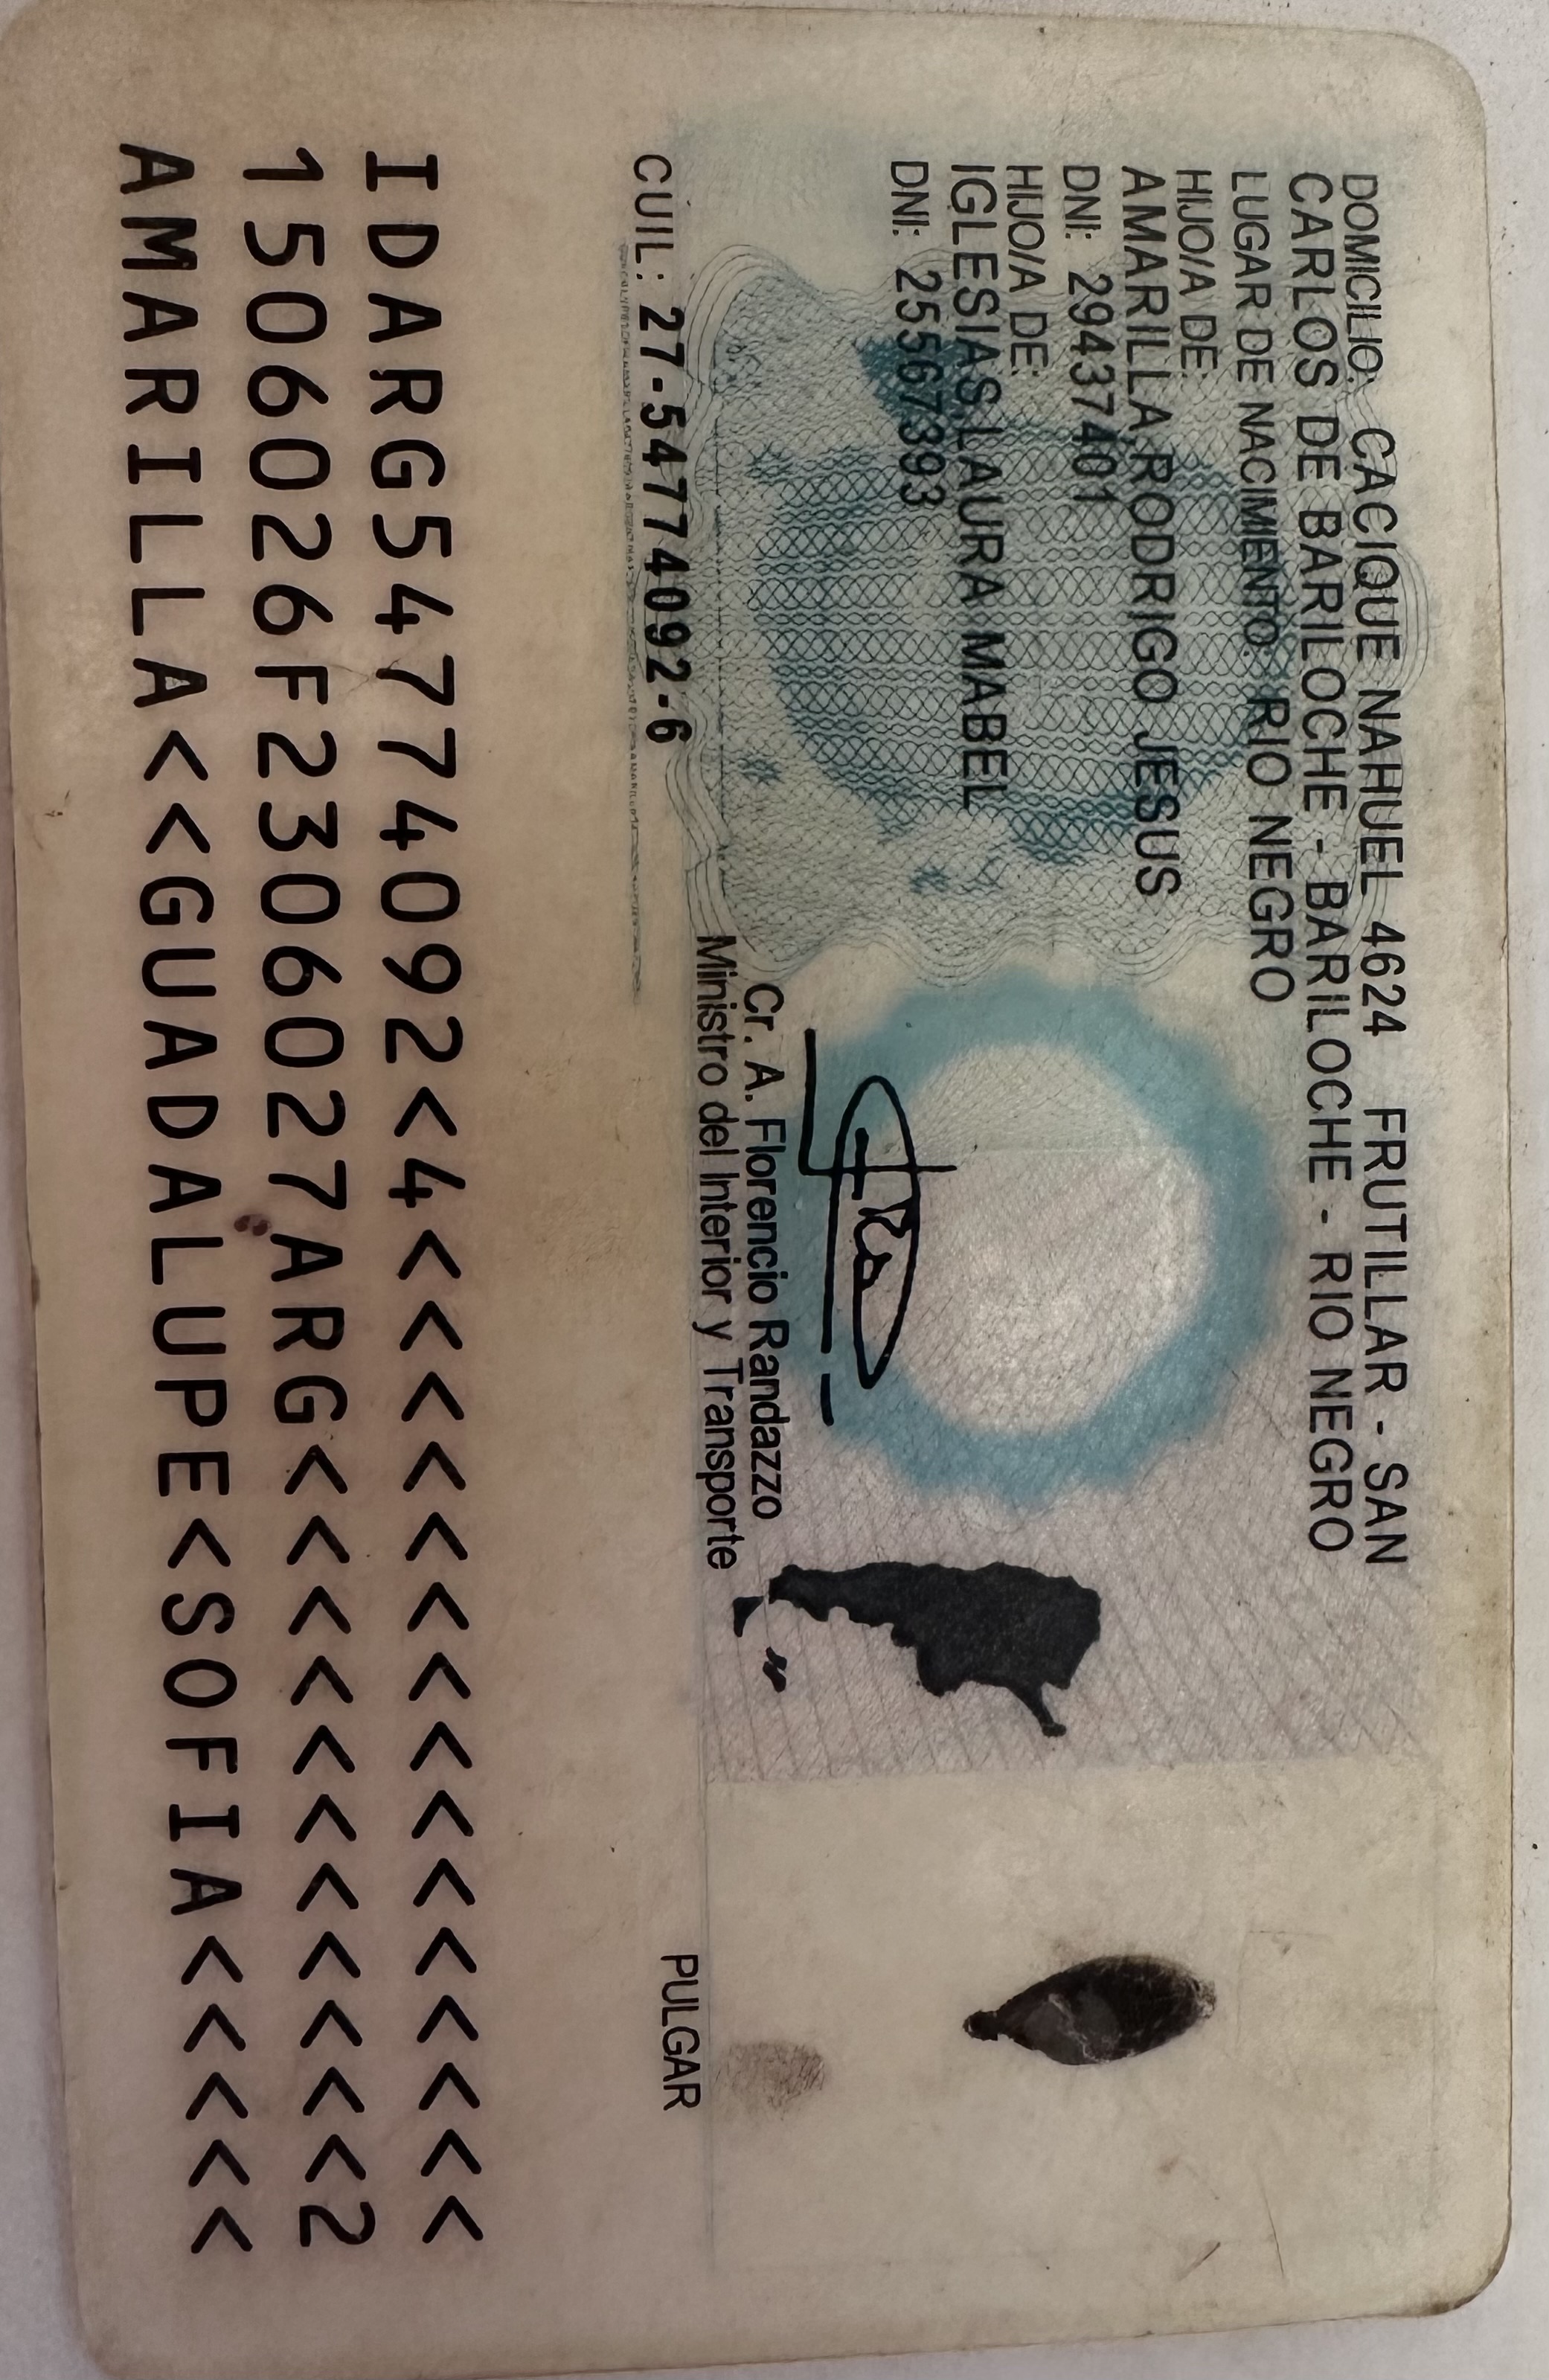 DOMICILIO: CACIQUE NAHUEL 4624 FRUTILLAR - SAN
CARLOS DE BARILOCHE - BARILOCHE - RIO NEGRO
LUGAR DE NACIMIENTO: RIO NEGRO
HIJO/A DE:
AMARILLA,RODRIGO JESUS
DNI: 29437401
HIJO/A DE:
IGLESIAS,LAURA MABEL
DNI: 25567393
Cr. A. Florencio Randazzo
Ministro del Interior y Transporte
CUIL: 27-54774092-6
PULGAR
IDARG54774092<4<<<<<<<<<<<<<<<
1506026F2306027ARG<<<<<<<<<<<2
AMARILLA<<GUADALUPE<SOFIA<<<<<